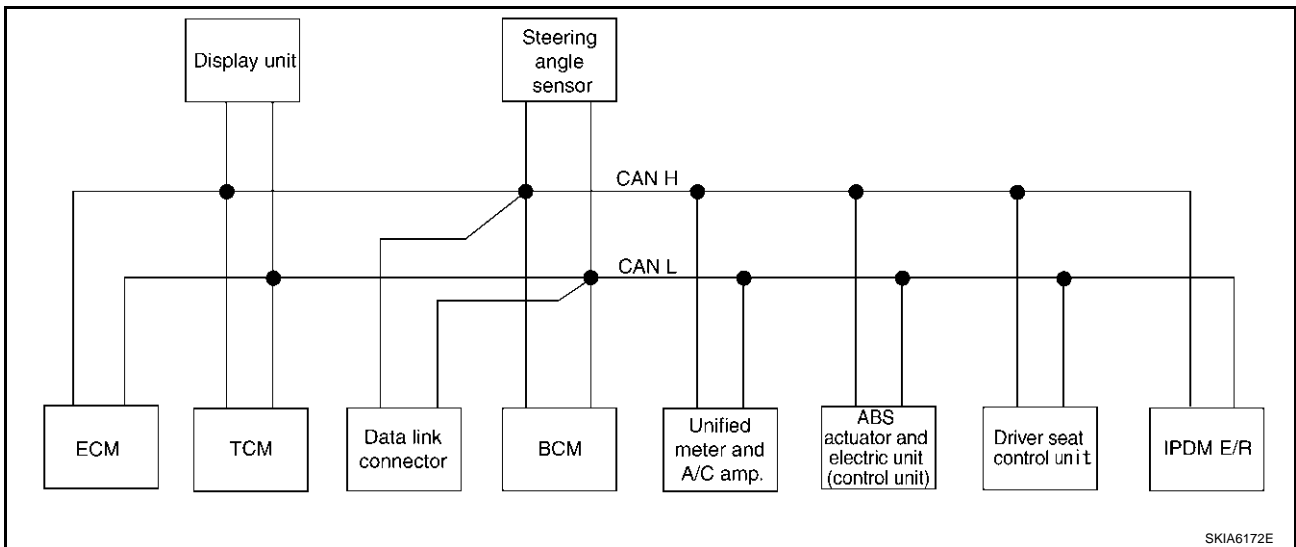 Display unit
Steering
angle
sensor
CAN H
CAN L
ECM
TCM
Data link
connector
BCM
Unified
meter and
A/C amp.
ABS
actuator and
electric unit
(control unit)
Driver seat
control unit
IPDM E/R
SKIA6172E